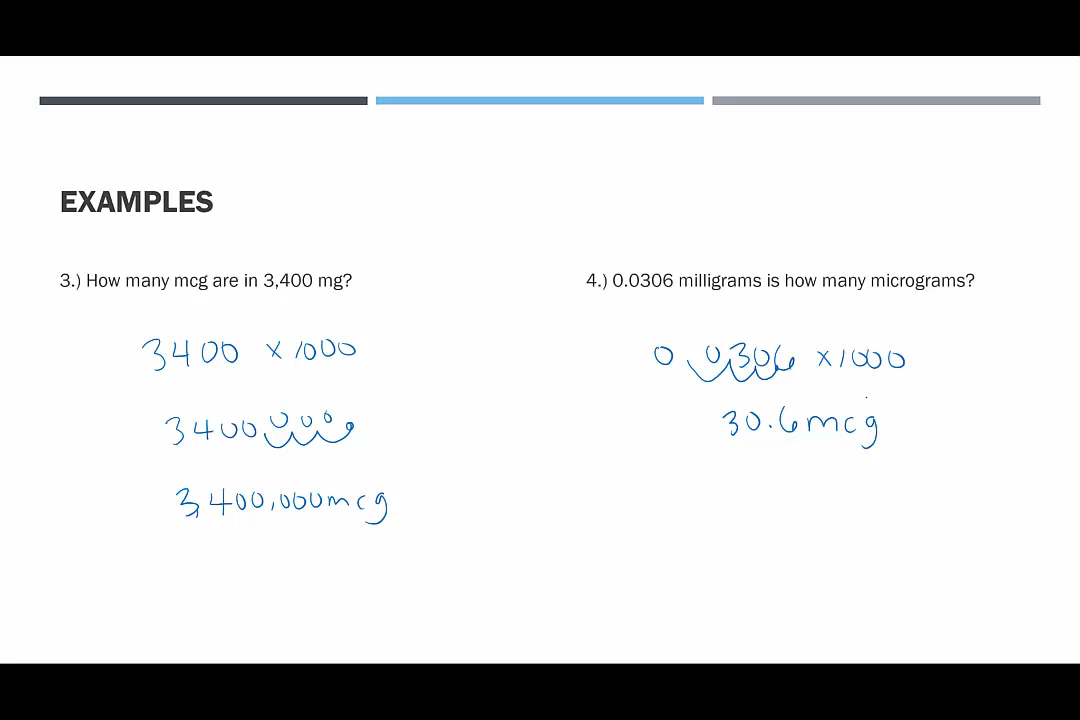 EXAMPLES
3.) How many mcg are in 3,400 mg?
3400 x 1000
3400000.
3,400,000mcg
4.) 0.0306 milligrams is how many micrograms?
0.0306 x 1000
30.6mcg